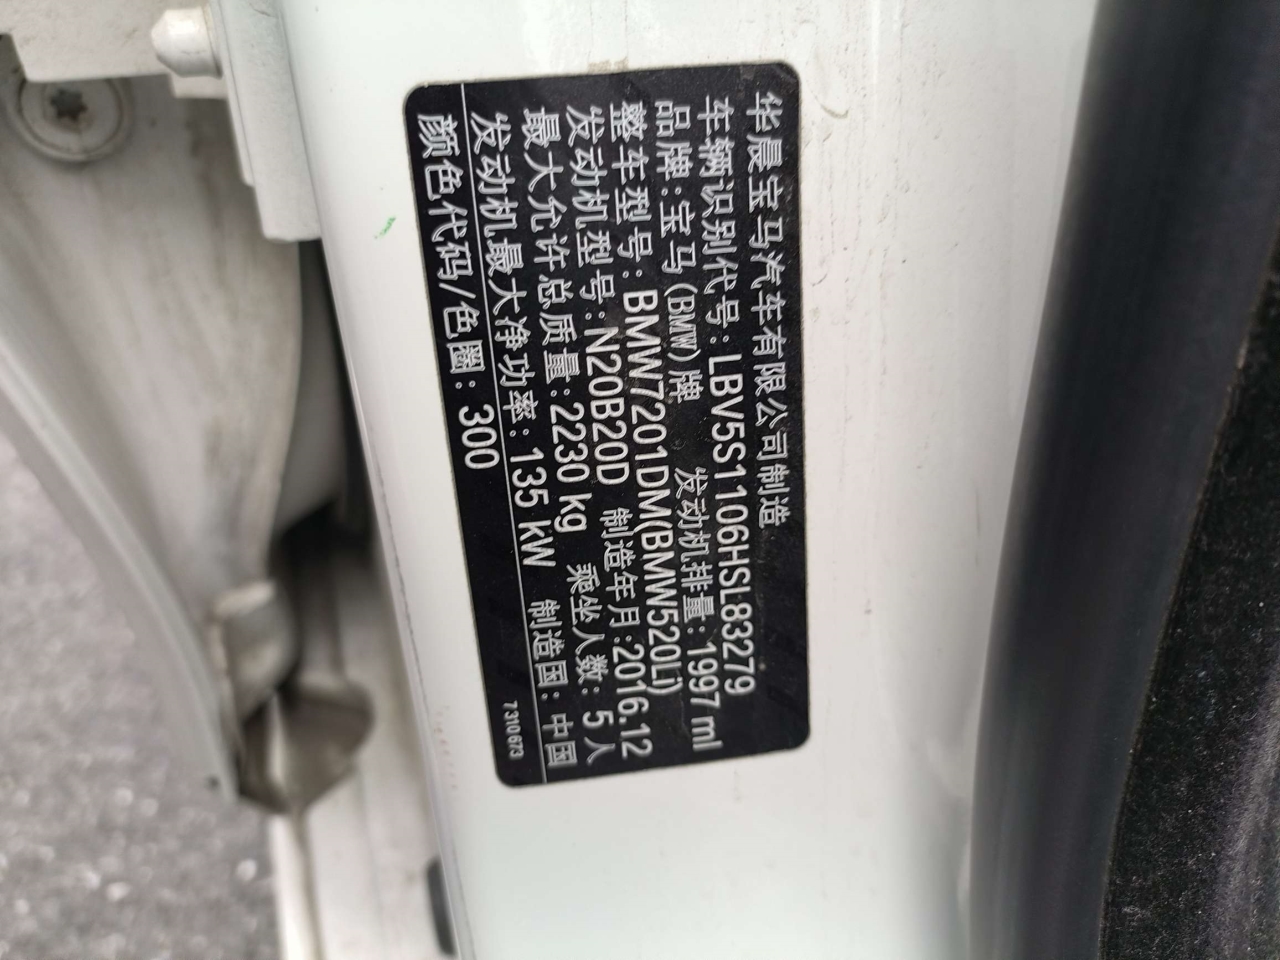 华晨宝马汽车有限公司制造
车辆识别代号: LBV5S1106HSL83279
品牌:宝马(BMW)牌 发动机排量:1997 ml
整车型号: BMW7201DM(BMW520Li)
发动机型号: N20B20D 制造年月:2016.12
最大允许总质量:2230 kg 乘坐人数: 5 人
发动机最大净功率: 135 kW 制造国: 中国
颜色代码/色圈: 300
7310673